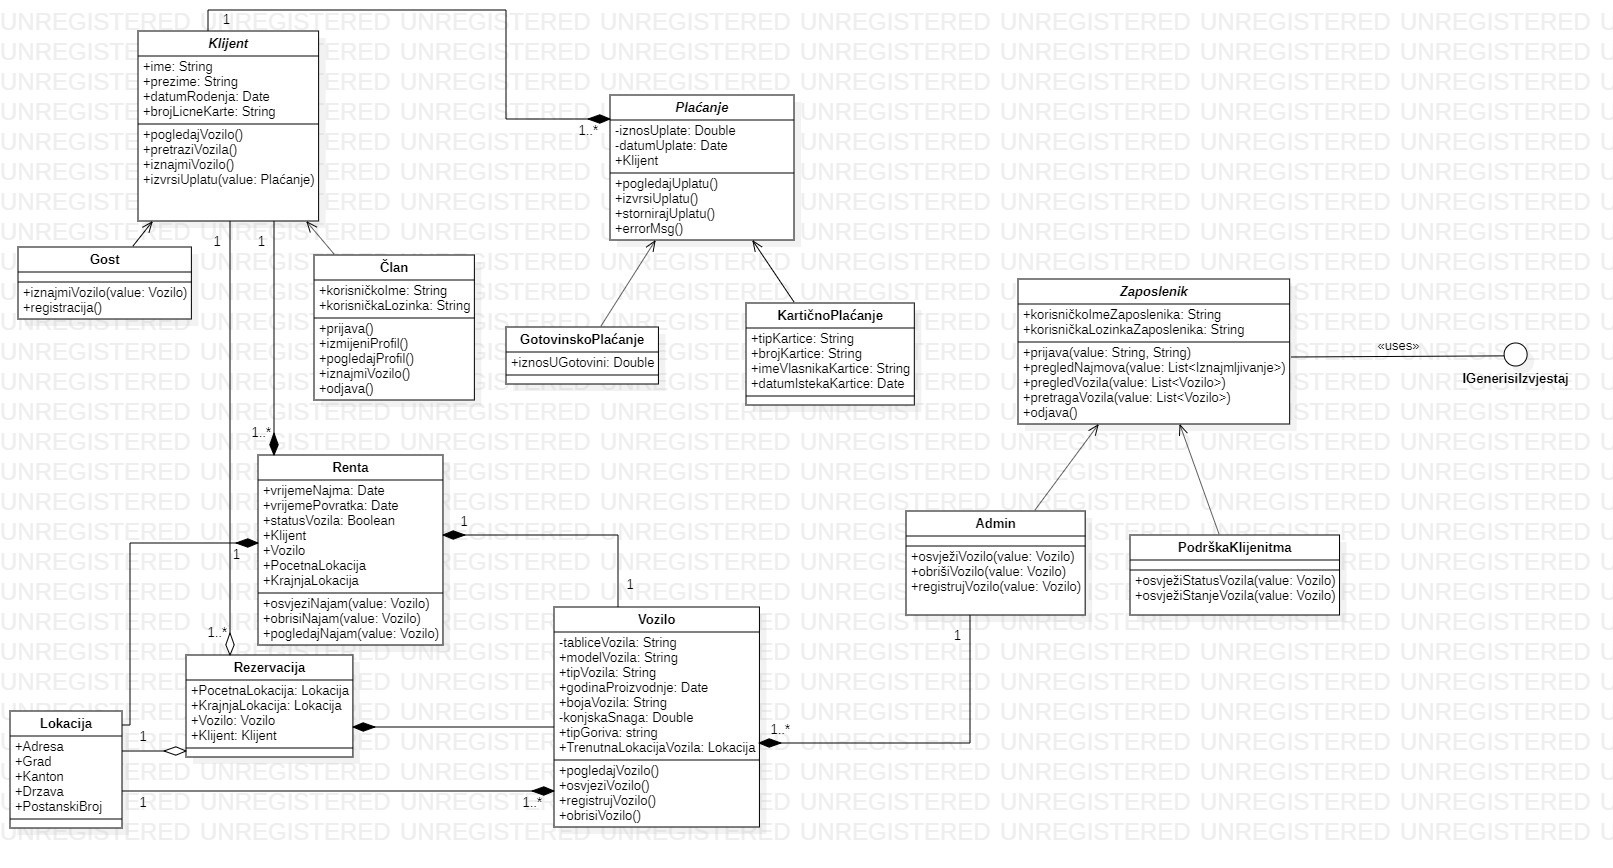 Klijent
+ime: String
+prezime: String
+datumRodenja: Date
+brojLicneKarte: String
+pogledajVozilo()
+pretraziVozila()
+iznajmiVozilo()
+izvrsiUplatu(value: Plaćanje)
1
1..*
Plaćanje
-iznosUplate: Double
-datumUplate: Date
+Klijent
+pogledajUplatu()
+izvrsiUplatu()
+stornirajUplatu()
+errorMsg()
1
1
Gost
+iznajmiVozilo(value: Vozilo)
+registracija()
Član
+korisničkoIme: String
+korisničkaLozinka: String
+prijava()
+izmijeniProfil()
+pogledajProfil()
+iznajmiVozilo()
+odjava()
GotovinskoPlaćanje
+iznosUGotovini: Double
KartičnoPlaćanje
+tipKartice: String
+brojKartice: String
+imeVlasnikaKartice: String
+datumIstekaKartice: Date
Zaposlenik
+korisničkoImeZaposlenika: String
+korisničkaLozinkaZaposlenika: String
+prijava(value: String, String)
+pregledNajmova(value: List<Iznajmljivanje>)
+pregledVozila(value: List<Vozilo>)
+pretragaVozila(value: List<Vozilo>)
+odjava()
«uses»
IGenerisiIzvjestaj
1..*
Renta
+vrijemeNajma: Date
+vrijemePovratka: Date
+statusVozila: Boolean
+Klijent
+Vozilo
+PocetnaLokacija
+KrajnjaLokacija
+osvjeziNajam(value: Vozilo)
+obrisiNajam(value: Vozilo)
+pogledajNajam(value: Vozilo)
1
1
1
Admin
+osvježiVozilo(value: Vozilo)
+obrišiVozilo(value: Vozilo)
+registrujVozilo(value: Vozilo)
PodrškaKlijenitma
+osvježiStatusVozila(value: Vozilo)
+osvježiStanjeVozila(value: Vozilo)
1..*
Rezervacija
+PocetnaLokacija: Lokacija
+KrajnjaLokacija: Lokacija
+Vozilo: Vozilo
+Klijent: Klijent
Vozilo
-tabliceVozila: String
+modelVozila: String
+tipVozila: String
+godinaProizvodnje: Date
+bojaVozila: String
-konjskaSnaga: Double
+tipGoriva: string
+TrenutnaLokacijaVozila: Lokacija
+pogledajVozilo()
+osvjeziVozilo()
+registrujVozilo()
+obrisiVozilo()
1
1..*
Lokacija
+Adresa
+Grad
+Kanton
+Drzava
+PostanskiBroj
1
1
1..*
UNREGISTERED